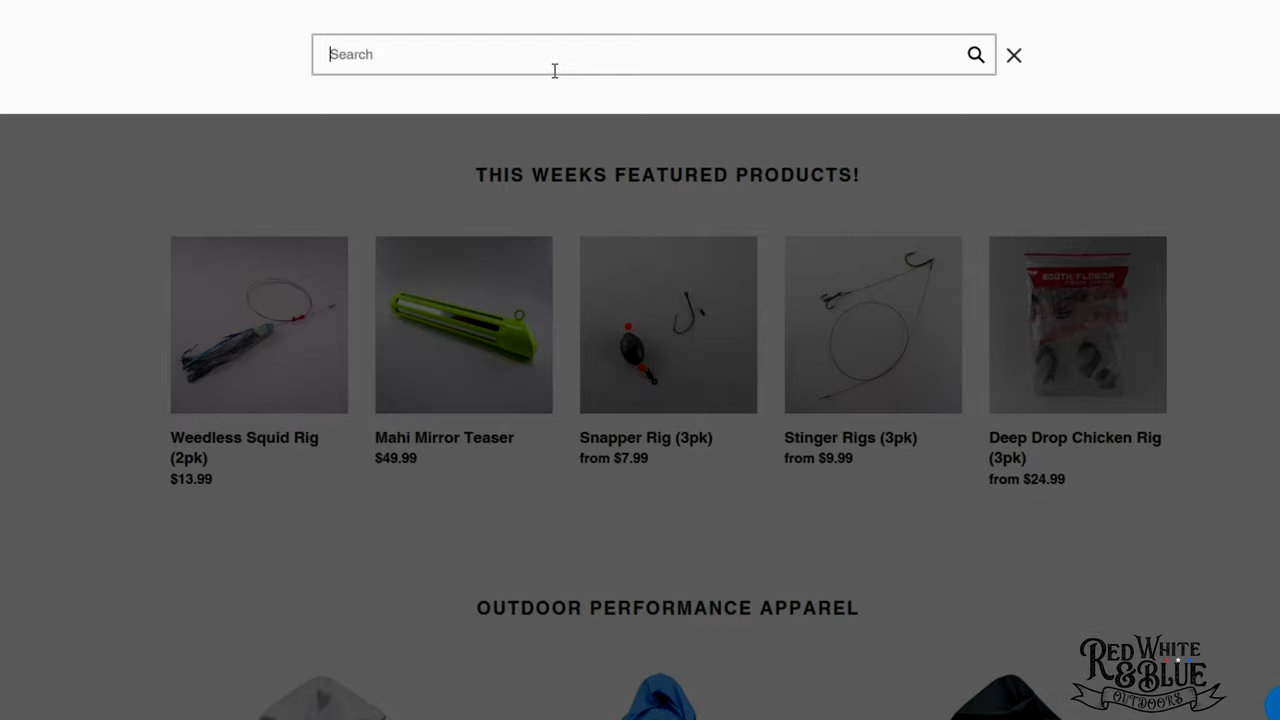 Search
THIS WEEKS FEATURED PRODUCTS!
SOUTH FLORIDA
Weedless Squid Rig
(2pk)
$13.99
Mahi Mirror Teaser
$49.99
Snapper Rig (3pk)
from $7.99
Stinger Rigs (3pk)
from $9.99
Deep Drop Chicken Rig
(3pk)
from $24.99
OUTDOOR PERFORMANCE APPAREL
RED WHITE
& BLUE
OUTDOORS